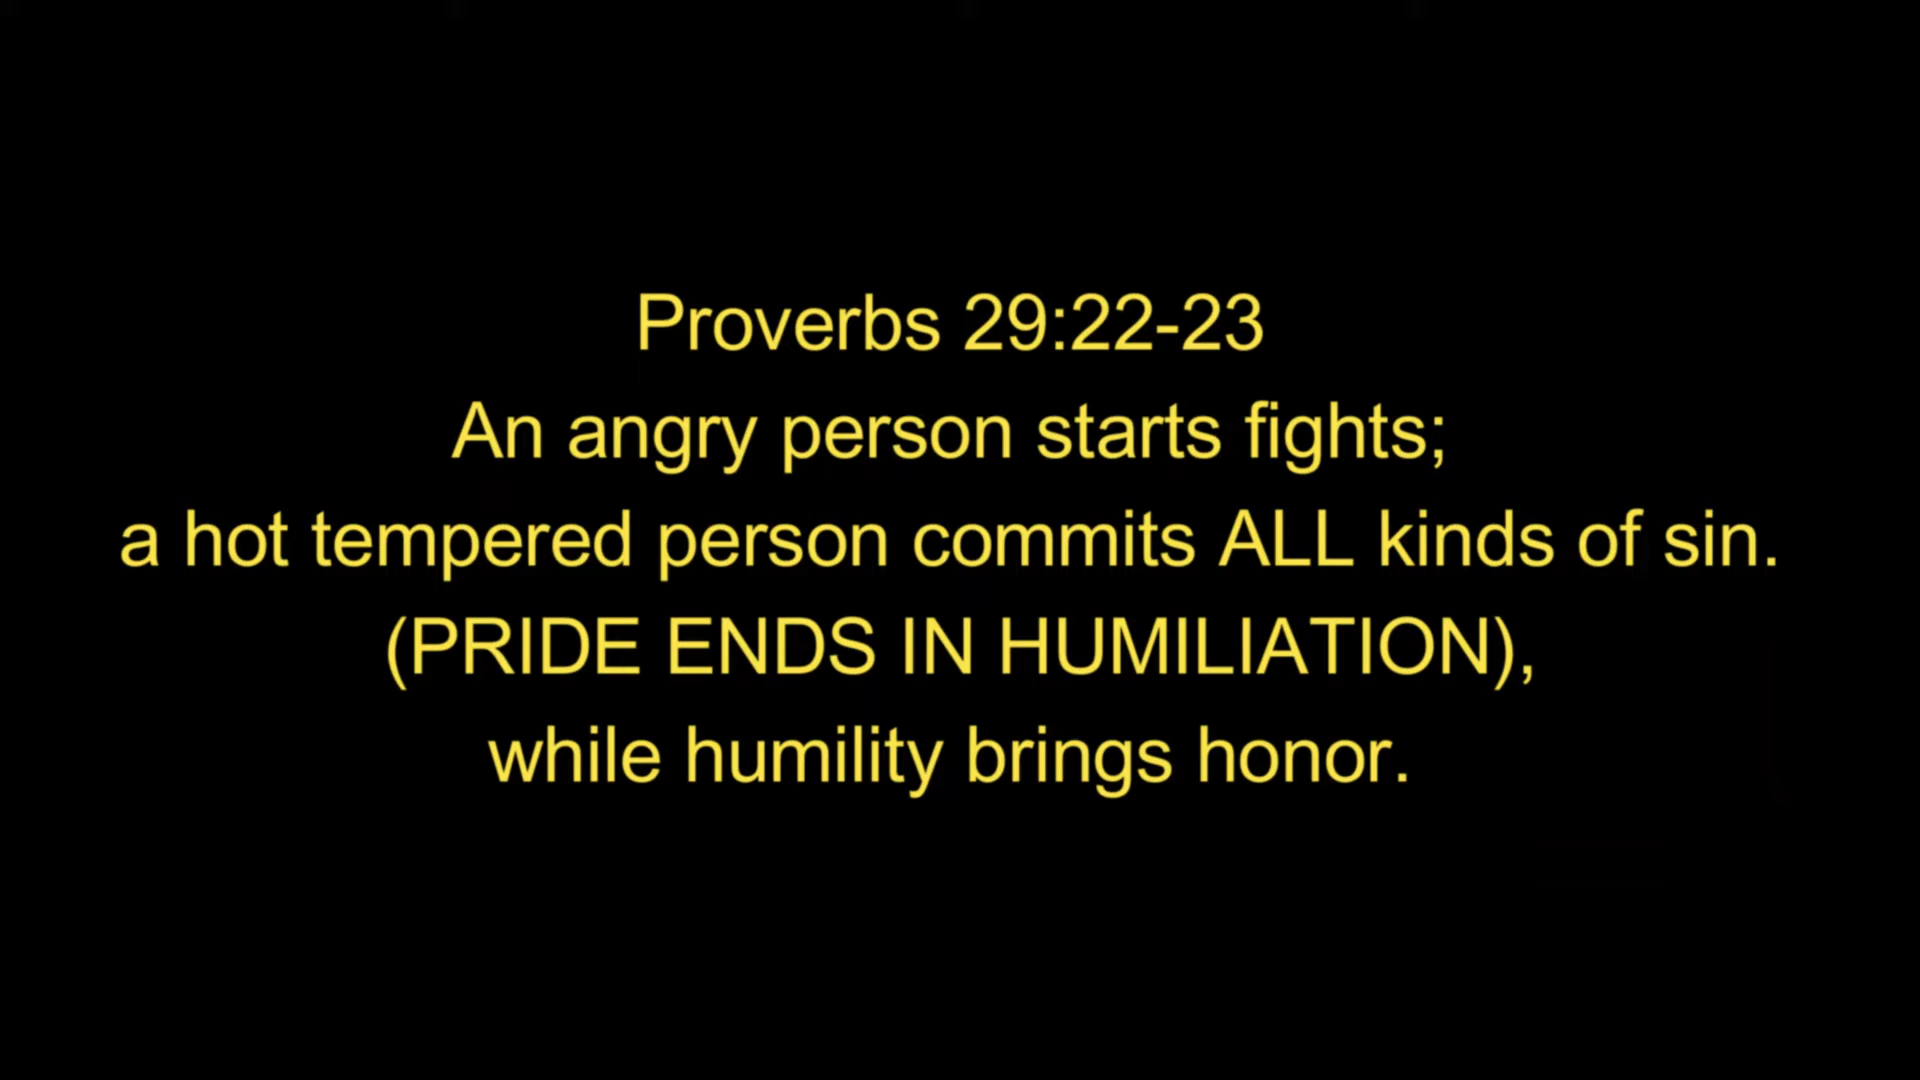 Proverbs 29:22-23
An angry person starts fights;
a hot tempered person commits ALL kinds of sin.
(PRIDE ENDS IN HUMILIATION),
while humility brings honor.